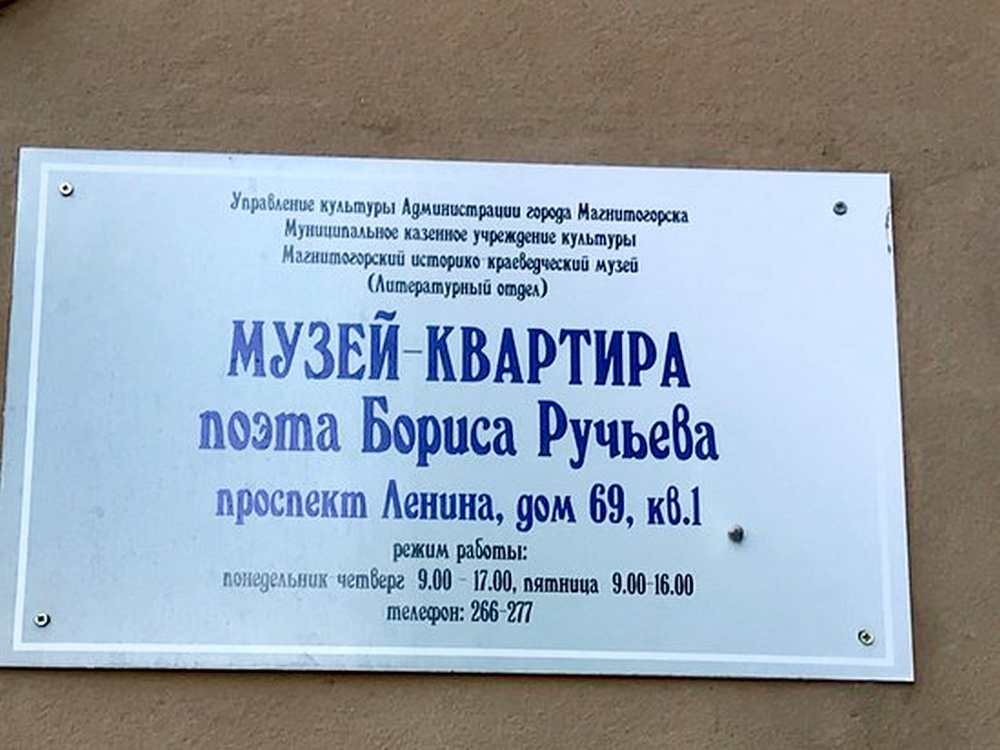 Управление культуры Администрации города Магнитогорска
Муниципальное казенное учреждение культуры
Магнитогорский историко-краеведческий музей
(Литературный отдел)
МУЗЕЙ-КВАРТИРА
поэта Бориса Ручьева
проспект Ленина, дом 69, кв.1
режим работы:
понедельник-четверг 9.00 - 17.00, пятница 9.00-16.00
телефон: 266-277